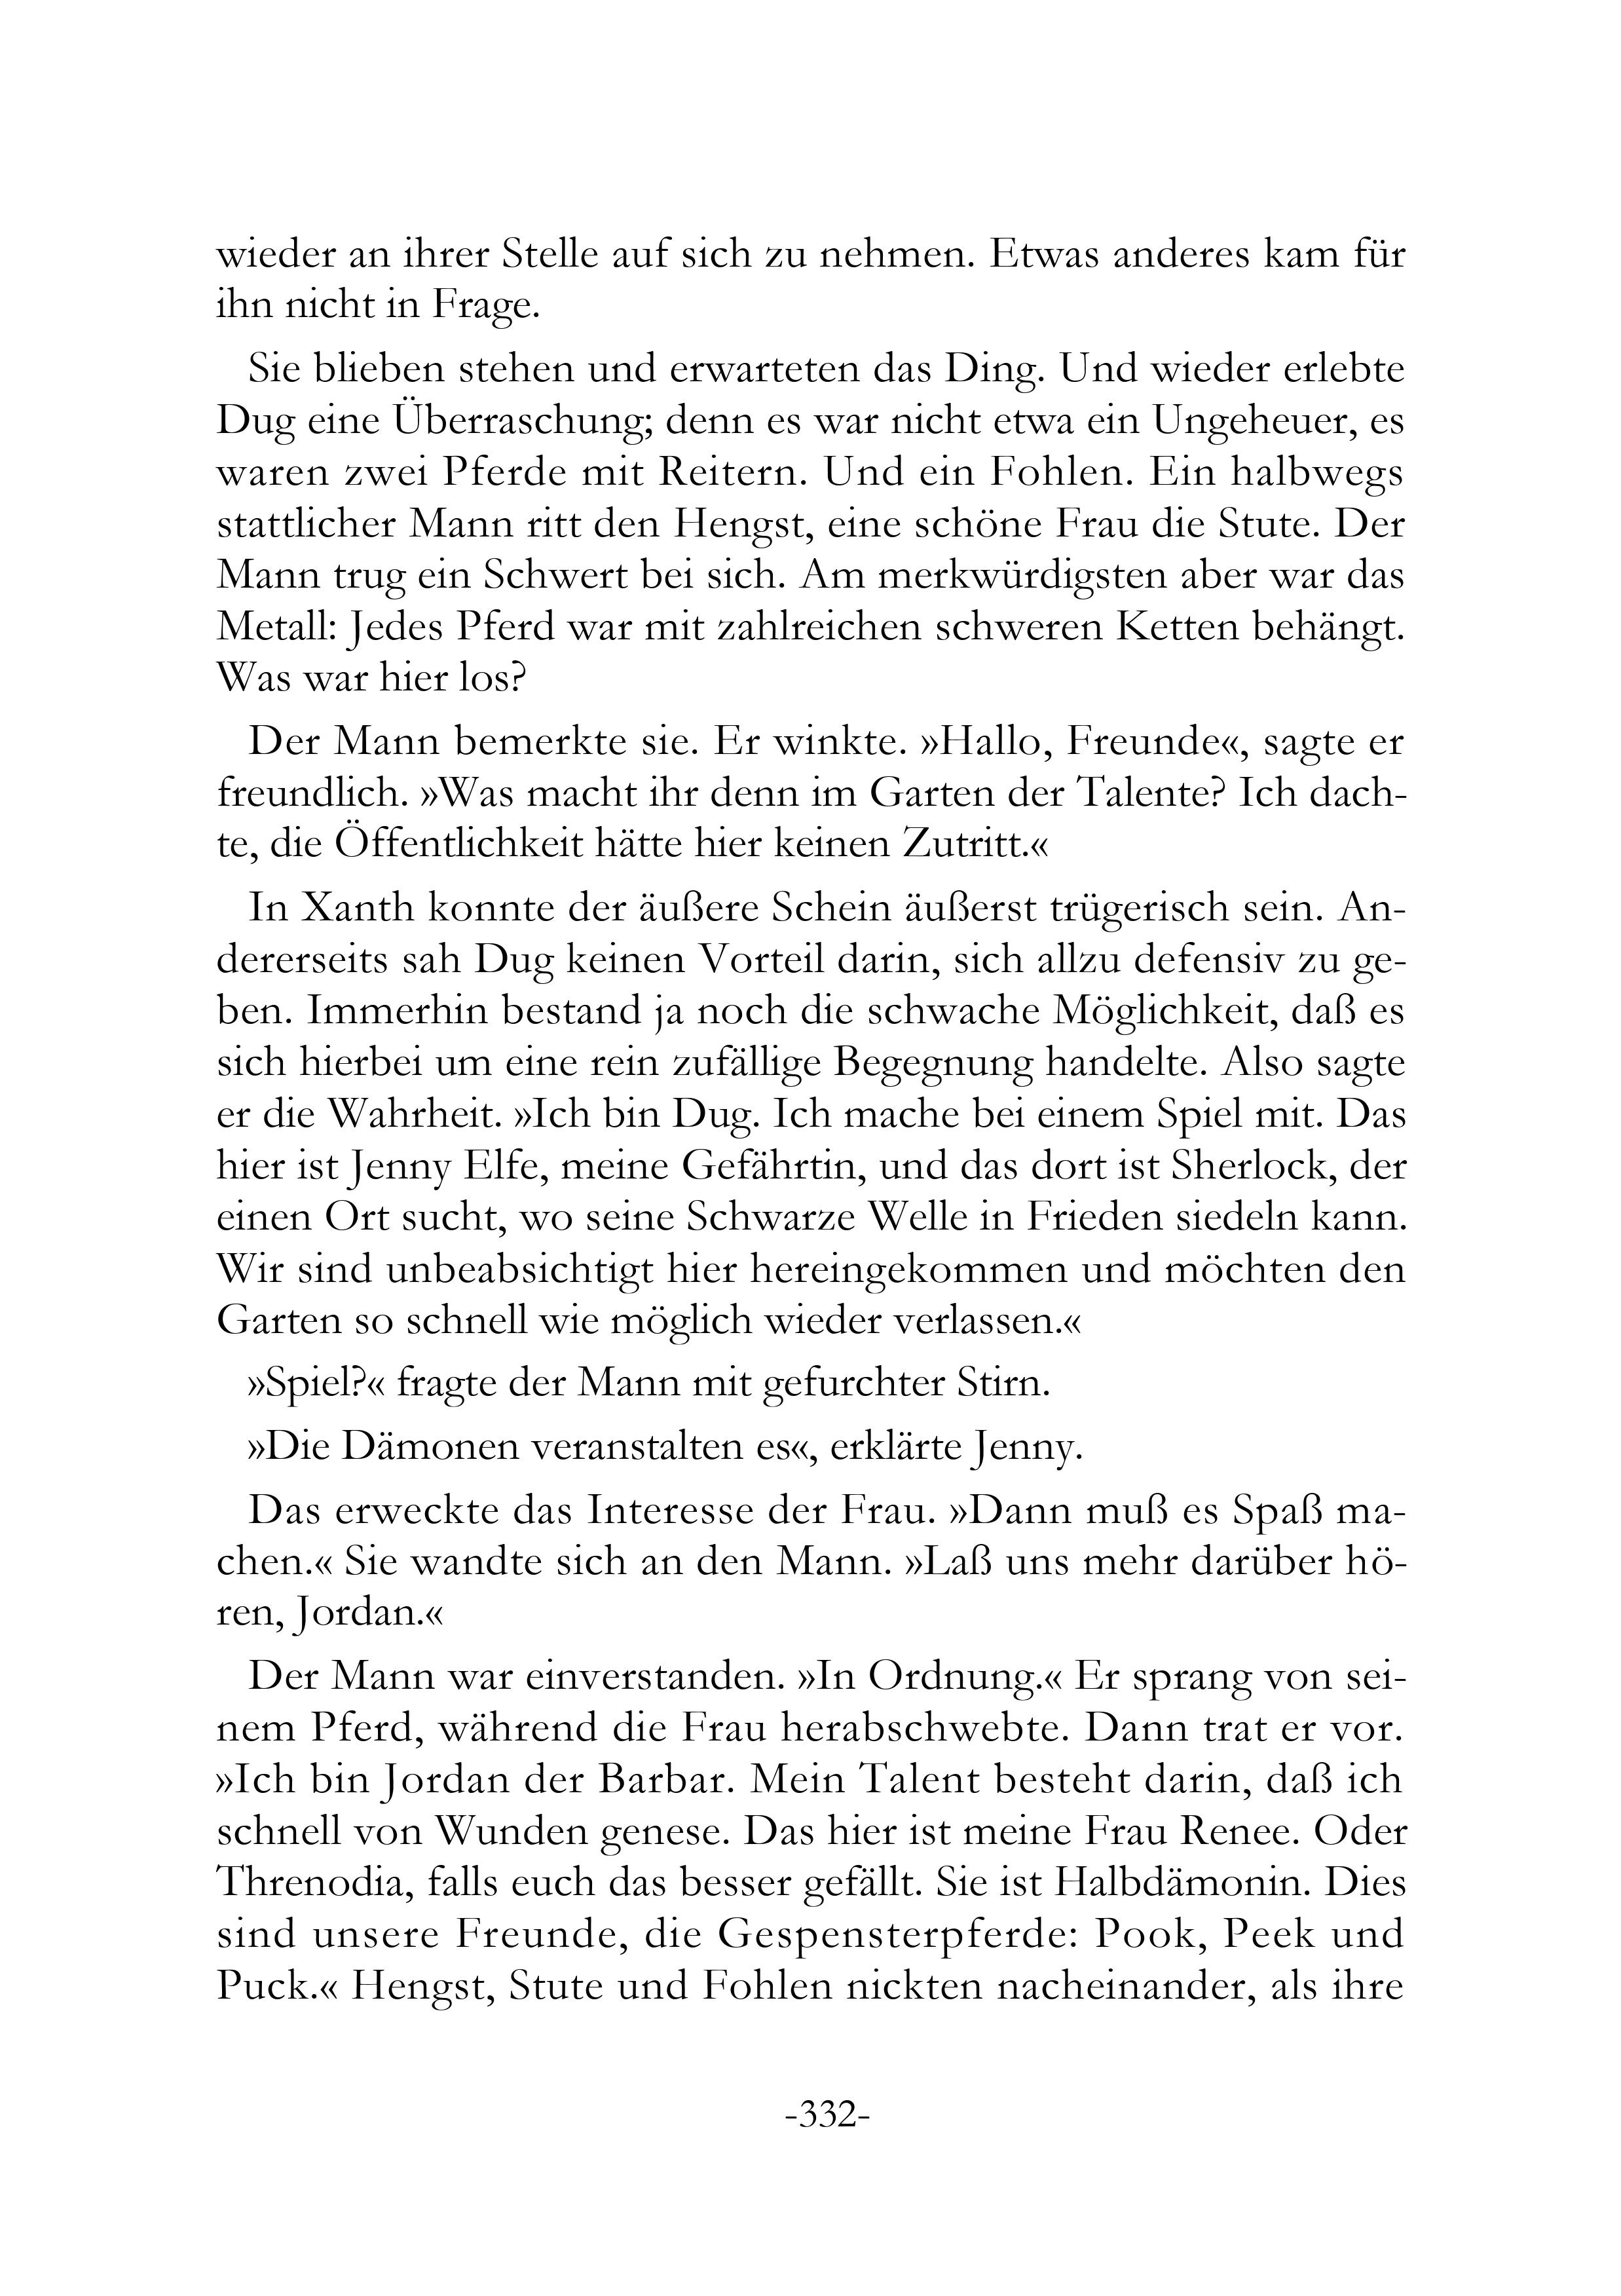 wieder an ihrer Stelle auf sich zu nehmen. Etwas anderes kam für
ihn nicht in Frage.
Sie blieben stehen und erwarteten das Ding. Und wieder erlebte
Dug eine Überraschung; denn es war nicht etwa ein Ungeheuer, es
waren zwei Pferde mit Reitern. Und ein Fohlen. Ein halbwegs
stattlicher Mann ritt den Hengst, eine schöne Frau die Stute. Der
Mann trug ein Schwert bei sich. Am merkwürdigsten aber war das
Metall: Jedes Pferd war mit zahlreichen schweren Ketten behängt.
Was war hier los?
Der Mann bemerkte sie. Er winkte. »Hallo, Freunde«, sagte er
freundlich. »Was macht ihr denn im Garten der Talente? Ich dach-
te, die Öffentlichkeit hätte hier keinen Zutritt.«
In Xanth konnte der äußere Schein äußerst trügerisch sein. An-
dererseits sah Dug keinen Vorteil darin, sich allzu defensiv zu ge-
ben. Immerhin bestand ja noch die schwache Möglichkeit, daß es
sich hierbei um eine rein zufällige Begegnung handelte. Also sagte
er die Wahrheit. »Ich bin Dug. Ich mache bei einem Spiel mit. Das
hier ist Jenny Elfe, meine Gefährtin, und das dort ist Sherlock, der
einen Ort sucht, wo seine Schwarze Welle in Frieden siedeln kann.
Wir sind unbeabsichtigt hier hereingekommen und möchten den
Garten so schnell wie möglich wieder verlassen.«
»Spiel?« fragte der Mann mit gefurchter Stirn.
»Die Dämonen veranstalten es«, erklärte Jenny.
Das erweckte das Interesse der Frau. »Dann muß es Spaß ma-
chen.« Sie wandte sich an den Mann. »Laß uns mehr darüber hö-
ren, Jordan.«
Der Mann war einverstanden. »In Ordnung.« Er sprang von sei-
nem Pferd, während die Frau herabschwebte. Dann trat er vor.
»Ich bin Jordan der Barbar. Mein Talent besteht darin, daß ich
schnell von Wunden genese. Das hier ist meine Frau Renee. Oder
Threnodia, falls euch das besser gefällt. Sie ist Halbdämonin. Dies
sind unsere Freunde, die Gespensterpferde: Pook, Peek und
Puck.« Hengst, Stute und Fohlen nickten nacheinander, als ihre
-332-